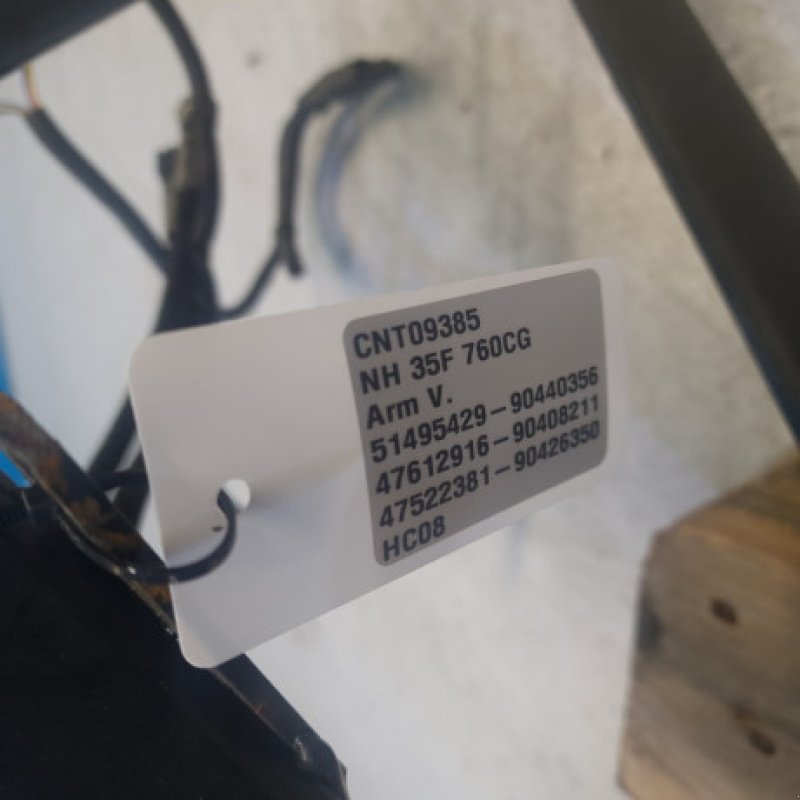 CNT09385
NH 35F 760CG
Arm V.
51495429-90440356
47612916-90408211
47522381-90426350
HC08